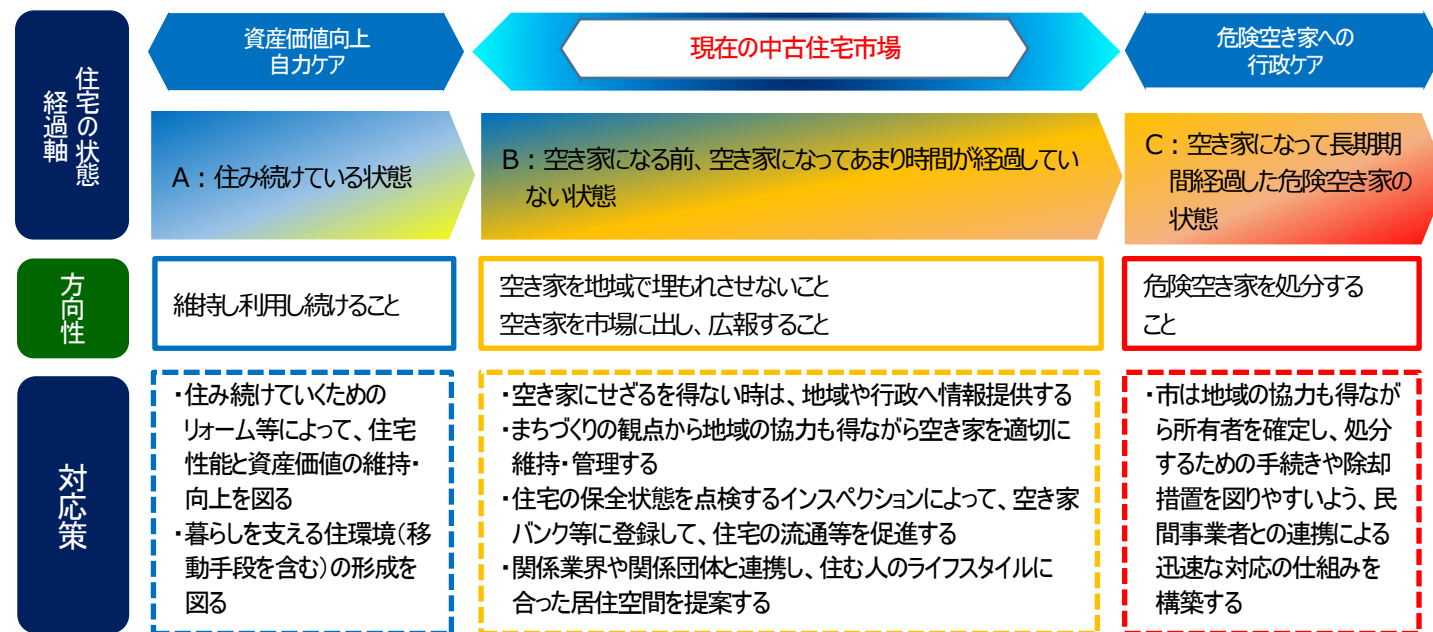 住宅の状態
経過軸
資産価値向上
自力ケア
現在の中古住宅市場
危険空き家への
行政ケア
A：住み続けている状態
B：空き家になる前、空き家になってあまり時間が経過してい
ない状態
C：空き家になって長期期
間経過した危険空き家の
状態
方向性
維持し利用し続けること
空き家を地域で埋もれさせないこと
空き家を市場に出し、広報すること
危険空き家を処分する
こと
対応策
・住み続けていくための
リォーム等によって、住宅
性能と資産価値の維持・
向上を図る
・暮らしを支える住環境（移
動手段を含む）の形成を
図る
・空き家にせざるを得ない時は、地域や行政へ情報提供する
・まちづくりの観点から地域の協力も得ながら空き家を適切に
維持・管理する
・住宅の保全状態を点検するインスペクションによって、空き家
バンク等に登録して、住宅の流通等を促進する
・関係業界や関係団体と連携し、住む人のライフスタイルに
合った居住空間を提案する
・市は地域の協力も得なが
ら所有者を確定し、処分
するための手続きや除却
措置を図りやすいよう、民
間事業者との連携による
迅速な対応の仕組みを
構築する